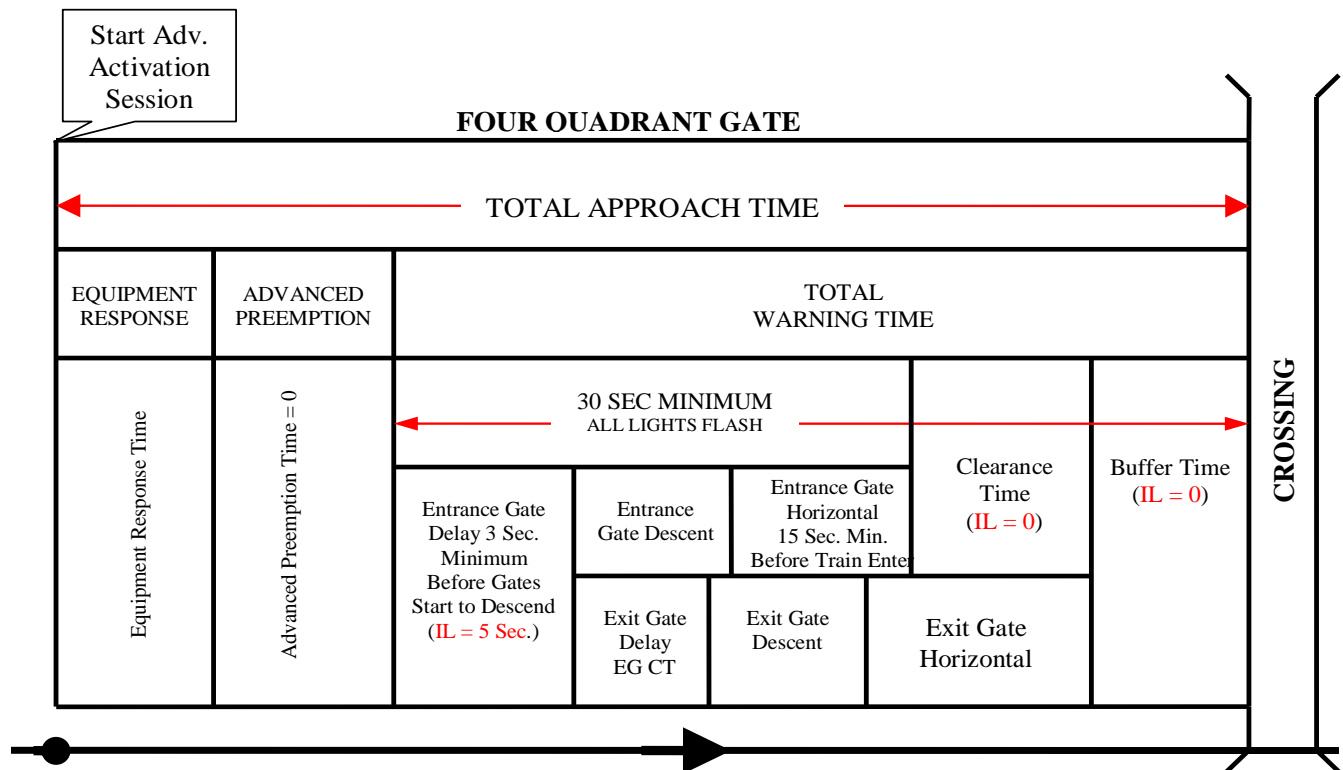 Start Adv.
Activation
Session
FOUR OUADRANT GATE
TOTAL APPROACH TIME
EQUIPMENT
RESPONSE
ADVANCED
PREEMPTION
TOTAL
WARNING TIME
Equipment Response Time
Advanced Preemption Time = 0
30 SEC MINIMUM
ALL LIGHTS FLASH
Entrance Gate
Delay 3 Sec.
Minimum
Before Gates
Start to Descend
(IL = 5 Sec.)
Entrance
Gate Descent
Entrance Gate
Horizontal
15 Sec. Min.
Before Train Enter
Clearance
Time
(IL = 0)
Buffer Time
(IL = 0)
Exit Gate
Delay
EG CT
Exit Gate
Descent
Exit Gate
Horizontal
CROSSING